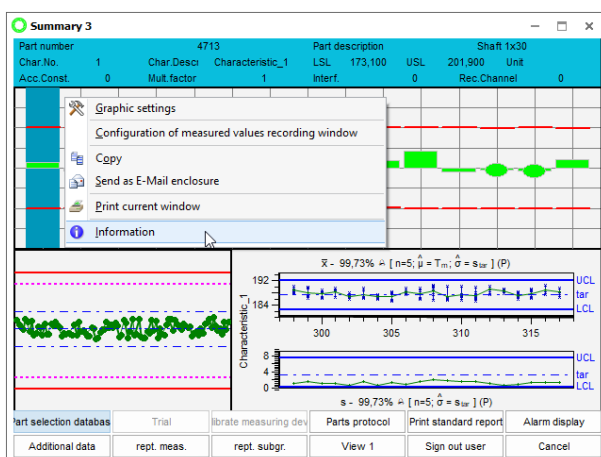 Summary 3
Part number 4713 Part description Shaft 1x30
Char.No. 1 Char.Descr Characteristic_1 LSL 173,100 USL 201,900 Unit
Acc.Const. 0 Mult.factor 1 Interf. 0 Rec.Channel 0
Graphic settings
Configuration of measured values recording window
Copy
Send as E-Mail enclosure
Print current window
Information
x̅ - 99,73% [ n=5; μ̂ = Tm; σ̂ = star ] (P)
192
184
UCL
tar
LCL
300 305 310 315
Characteristic_1
8
4
0
UCL
tar
LCL
s - 99,73% [ n=5; σ̂ = star ] (P)
Part selection databas Trial librate measuring dev Parts protocol Print standard report Alarm display
Additional data rept. meas. rept. subgr. View 1 Sign out user Cancel